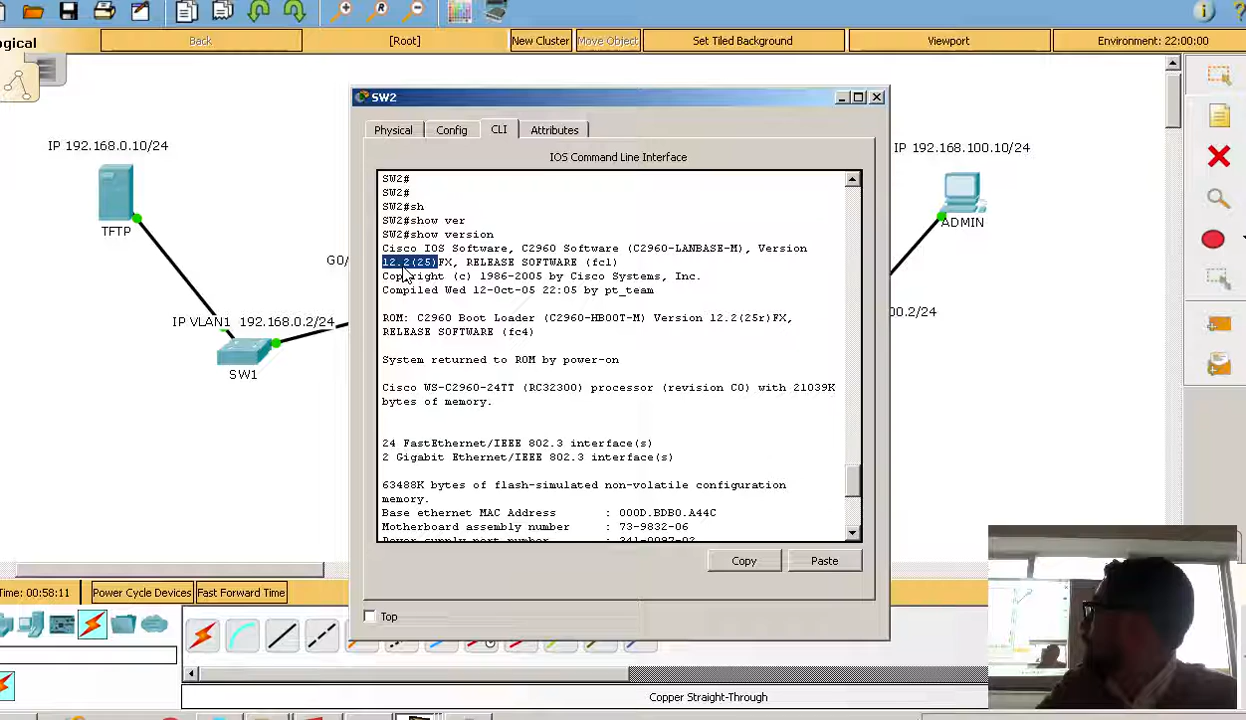 ogical
Back
[Root]
New Cluster
Move Object
Set Tiled Background
Viewport
Environment: 22:00:00
SW2
Physical
Config
CLI
Attributes
IOS Command Line Interface
SW2#
SW2#
SW2#sh
SW2#show ver
SW2#show version
Cisco IOS Software, C2960 Software (C2960-LANBASE-M), Version
12.2(25)FX, RELEASE SOFTWARE (fc1)
Copyright (c) 1986-2005 by Cisco Systems, Inc.
Compiled Wed 12-Oct-05 22:05 by pt_team
ROM: C2960 Boot Loader (C2960-HBOOT-M) Version 12.2(25r)FX,
RELEASE SOFTWARE (fc4)
System returned to ROM by power-on
Cisco WS-C2960-24TT (RC32300) processor (revision C0) with 21039K
bytes of memory.
24 FastEthernet/IEEE 802.3 interface(s)
2 Gigabit Ethernet/IEEE 802.3 interface(s)
63488K bytes of flash-simulated non-volatile configuration
memory.
Base ethernet MAC Address : 000D.BDB0.A44C
Motherboard assembly number : 73-9832-06
Power supply part number : 341-0097-02
Copy
Paste
Top
IP 192.168.0.10/24
TFTP
G0/
IP VLAN1 192.168.0.2/24
SW1
IP 192.168.100.10/24
ADMIN
00.2/24
Time: 00:58:11
Power Cycle Devices
Fast Forward Time
Copper Straight-Through